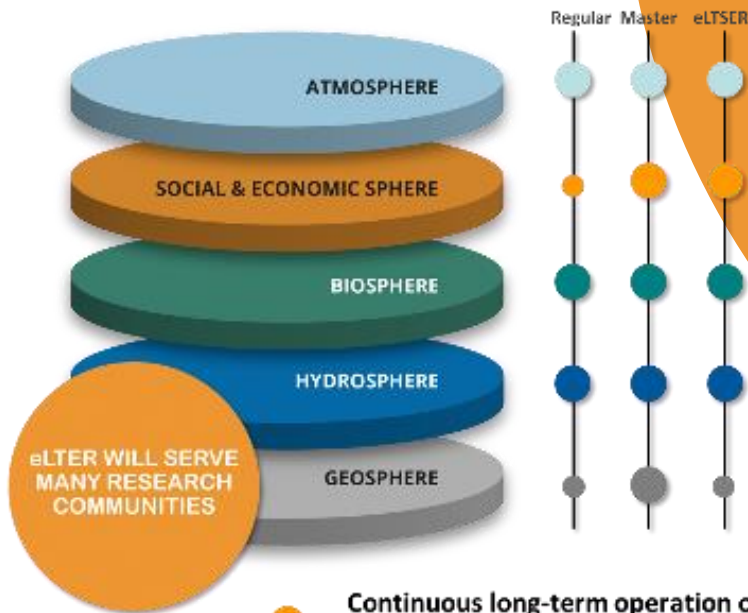 Regular Master eLTSER
ATMOSPHERE
SOCIAL & ECONOMIC SPHERE
BIOSPHERE
HYDROSPHERE
GEOSPHERE
eLTER WILL SERVE
MANY RESEARCH
COMMUNITIES
Continuous long-term operation